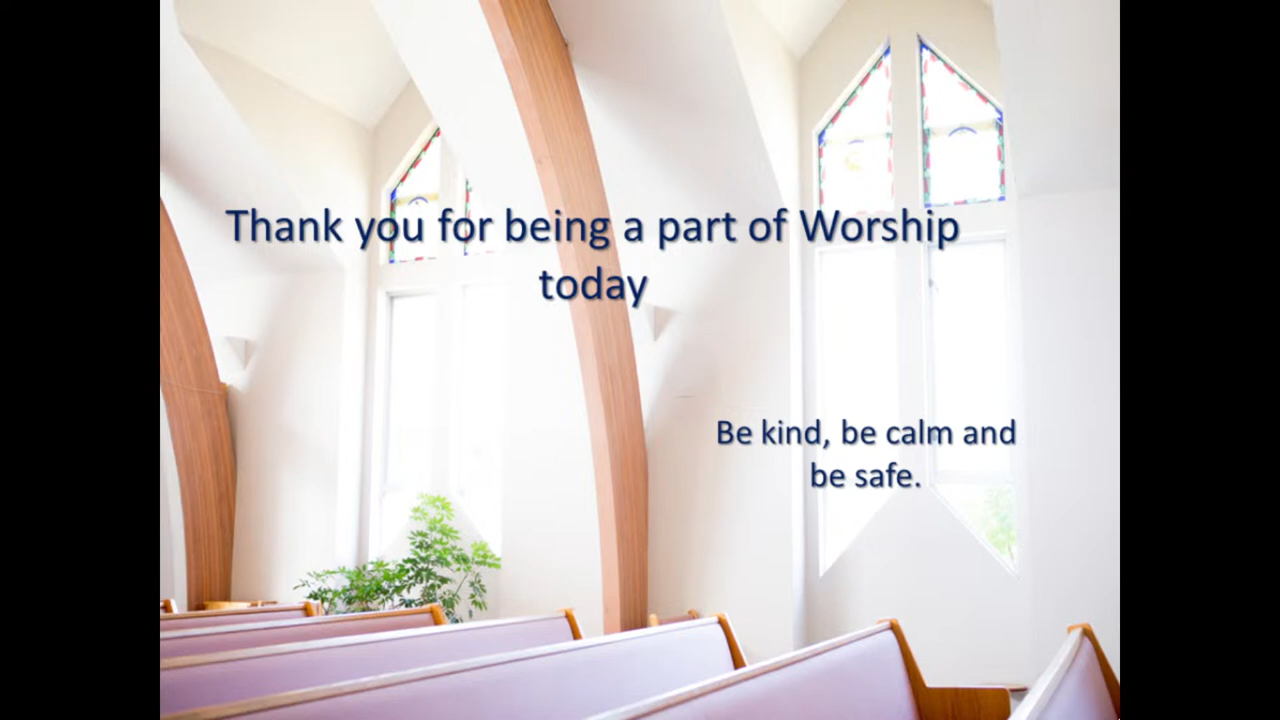 Thank you for being a part of Worship
today
Be kind, be calm and
be safe.